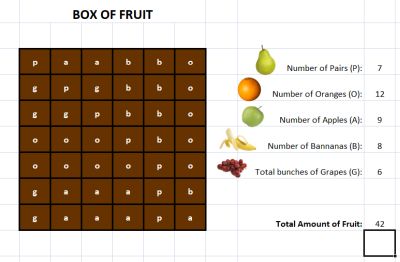 BOX OF FRUIT
p a a b b o
g p g b b o
g g p b b o
o o o p b o
o o o o p o
g a a a p b
g a a a p a
Number of Pairs (P): 7
Number of Oranges (O): 12
Number of Apples (A): 9
Number of Bannanas (B): 8
Total bunches of Grapes (G): 6
Total Amount of Fruit: 42